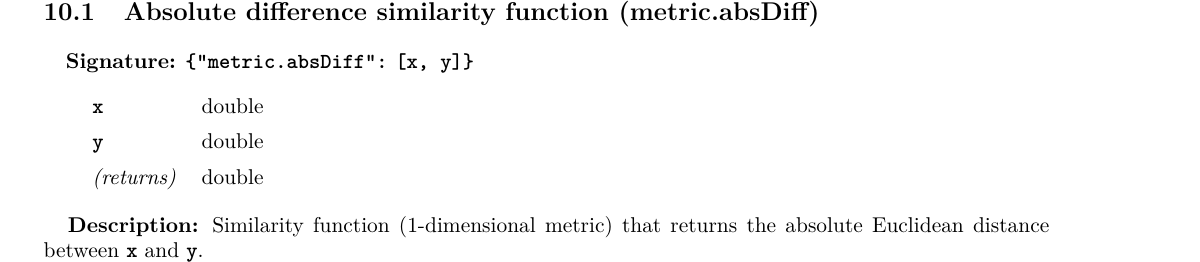 10.1 Absolute difference similarity function (metric.absDiff)
Signature: {"metric.absDiff": [x, y]}
x double
y double
(returns) double
Description: Similarity function (1-dimensional metric) that returns the absolute Euclidean distance
between x and y.